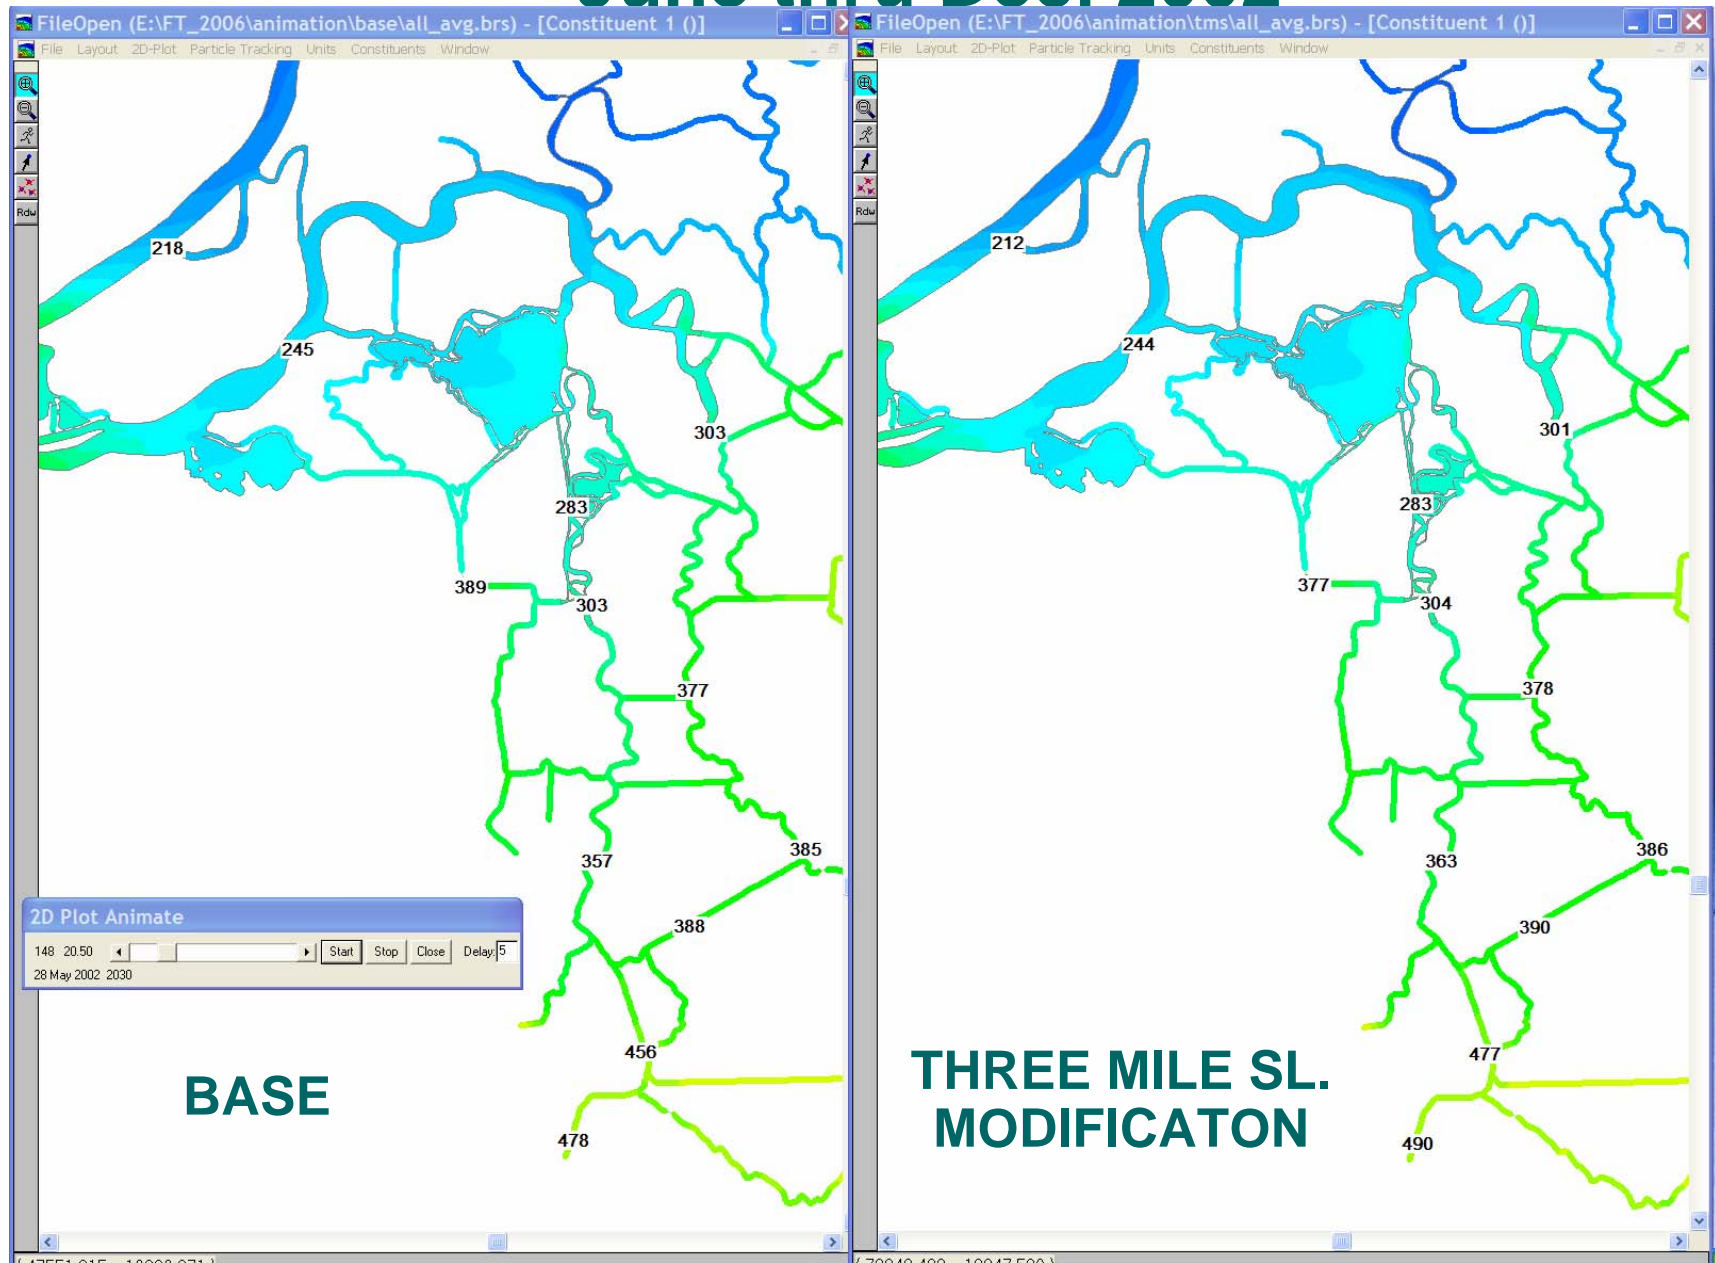 June thru Dec. 2002
FileOpen (E:\FT_2006\animation\base\all_avg.brs) - [Constituent 1 ()]
File Layout 2D-Plot Particle Tracking Units Constituents Window
Rdw
218
245
303
283
389
303
377
357
385
388
456
478
2D Plot Animate
148 20.50 Start Stop Close Delay: 5
28 May 2002 2030
BASE
FileOpen (E:\FT_2006\animation\tms\all_avg.brs) - [Constituent 1 ()]
File Layout 2D-Plot Particle Tracking Units Constituents Window
Rdw
212
244
301
283
377
304
378
363
386
390
477
490
THREE MILE SL.
MODIFICATON